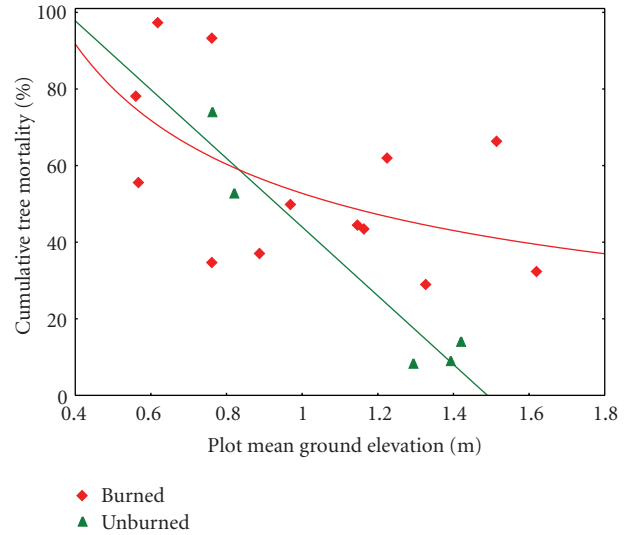 Cumulative tree mortality (%)
100
80
60
40
20
0
0.4 0.6 0.8 1 1.2 1.4 1.6 1.8
Plot mean ground elevation (m)
Burned
Unburned